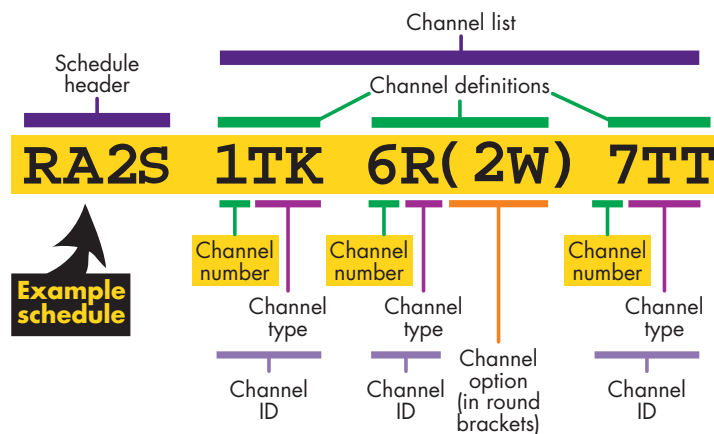 Channel list
Schedule
header
Channel definitions
RA2S 1TK 6R(2W) 7TT
Example
schedule
Channel
number
Channel
type
Channel
ID
Channel
number
Channel
type
Channel
ID
Channel
option
(in round
brackets)
Channel
number
Channel
type
Channel
ID